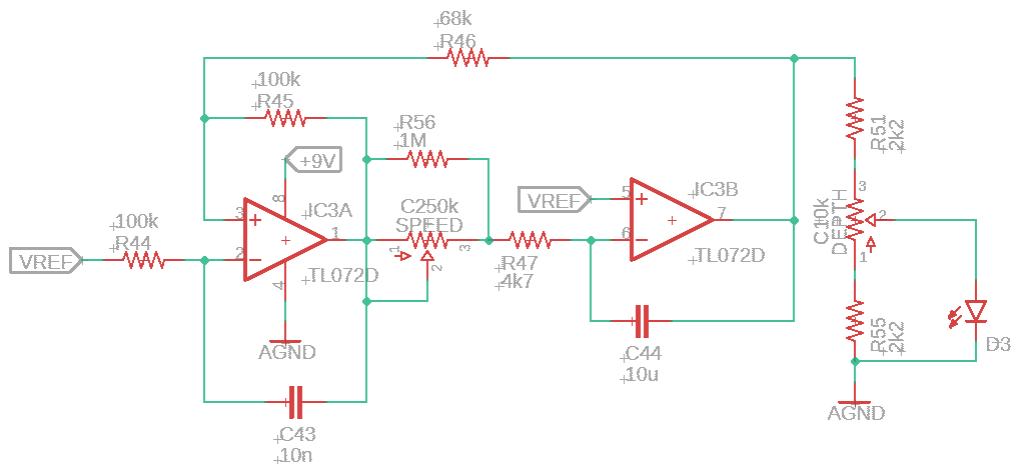 68k
R46
100k
R45
R56
1M
+9V
8
IC3A
3
1
2
TL072D
4
100k
R44
VREF
AGND
C43
10n
C250k
SPEED
1
3
2
R47
4k7
VREF
5
IC3B
7
6
TL072D
C44
10u
R51
2k2
3
C10k
DEPTH
2
1
R55
2k2
D3
AGND